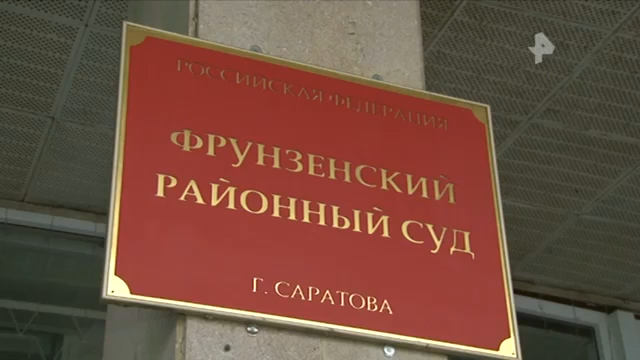 РОССИЙСКАЯ ФЕДЕРАЦИЯ
ФРУНЗЕНСКИЙ
РАЙОННЫЙ СУД
Г. САРАТОВА